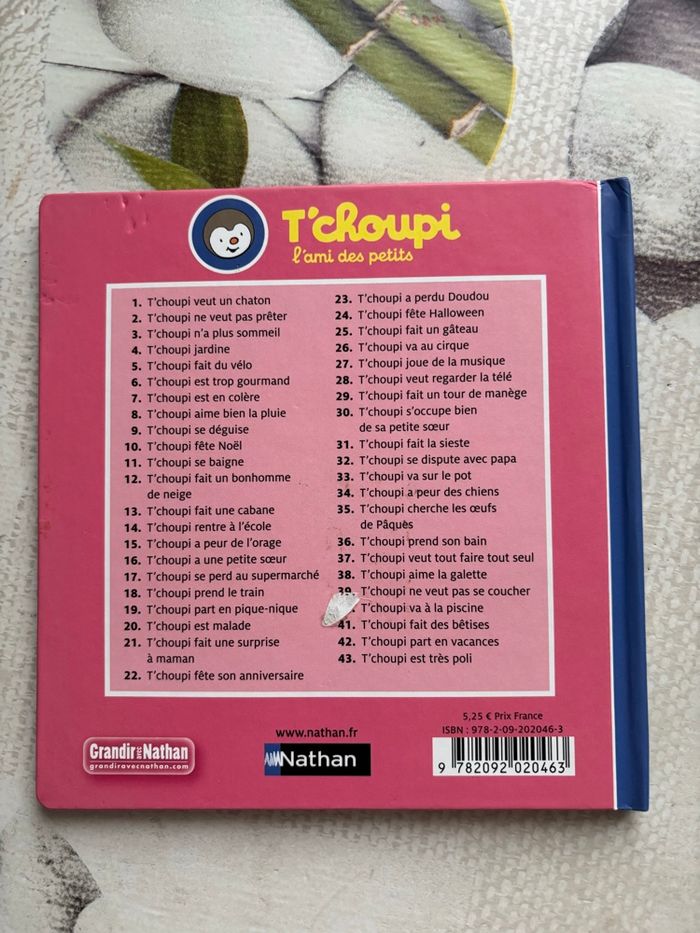 T'choupi
l'ami des petits
1. T'choupi veut un chaton
2. T'choupi ne veut pas prêter
3. T'choupi n'a plus sommeil
4. T'choupi jardine
5. T'choupi fait du vélo
6. T'choupi est trop gourmand
7. T'choupi est en colère
8. T'choupi aime bien la pluie
9. T'choupi se déguise
10. T'choupi fête Noël
11. T'choupi se baigne
12. T'choupi fait un bonhomme
de neige
13. T'choupi fait une cabane
14. T'choupi rentre à l'école
15. T'choupi a peur de l'orage
16. T'choupi a une petite sœur
17. T'choupi se perd au supermarché
18. T'choupi prend le train
19. T'choupi part en pique-nique
20. T'choupi est malade
21. T'choupi fait une surprise
à maman
22. T'choupi fête son anniversaire
23. T'choupi a perdu Doudou
24. T'choupi fête Halloween
25. T'choupi fait un gâteau
26. T'choupi va au cirque
27. T'choupi joue de la musique
28. T'choupi veut regarder la télé
29. T'choupi fait un tour de manège
30. T'choupi s'occupe bien
de sa petite sœur
31. T'choupi fait la sieste
32. T'choupi se dispute avec papa
33. T'choupi va sur le pot
34. T'choupi a peur des chiens
35. T'choupi cherche les œufs
de Pâques
36. T'choupi prend son bain
37. T'choupi veut tout faire tout seul
38. T'choupi aime la galette
39. T'choupi ne veut pas se coucher
T'choupi va à la piscine
41. T'choupi fait des bêtises
42. T'choupi part en vacances
43. T'choupi est très poli
Grandir avec Nathan
grandiravecnathan.com
www.nathan.fr
Nathan
5,25 € Prix France
ISBN : 978-2-09-202046-3
9 782092 020463